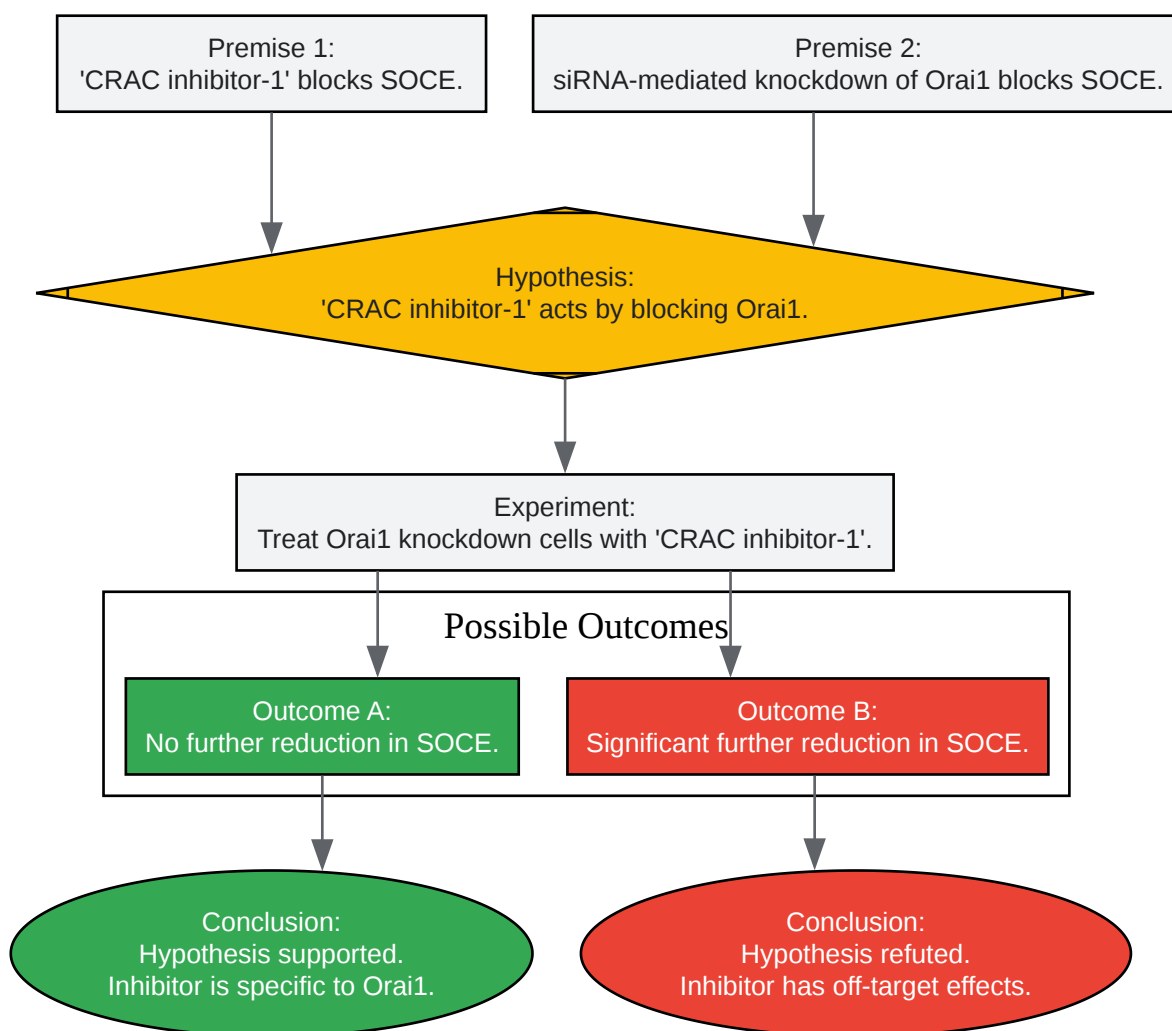 Premise 1:
'CRAC inhibitor-1' blocks SOCE.
Premise 2:
siRNA-mediated knockdown of Orai1 blocks SOCE.
Hypothesis:
'CRAC inhibitor-1' acts by blocking Orai1.
Experiment:
Treat Orai1 knockdown cells with 'CRAC inhibitor-1'.
Possible Outcomes
Outcome A:
No further reduction in SOCE.
Outcome B:
Significant further reduction in SOCE.
Conclusion:
Hypothesis supported.
Inhibitor is specific to Orai1.
Conclusion:
Hypothesis refuted.
Inhibitor has off-target effects.